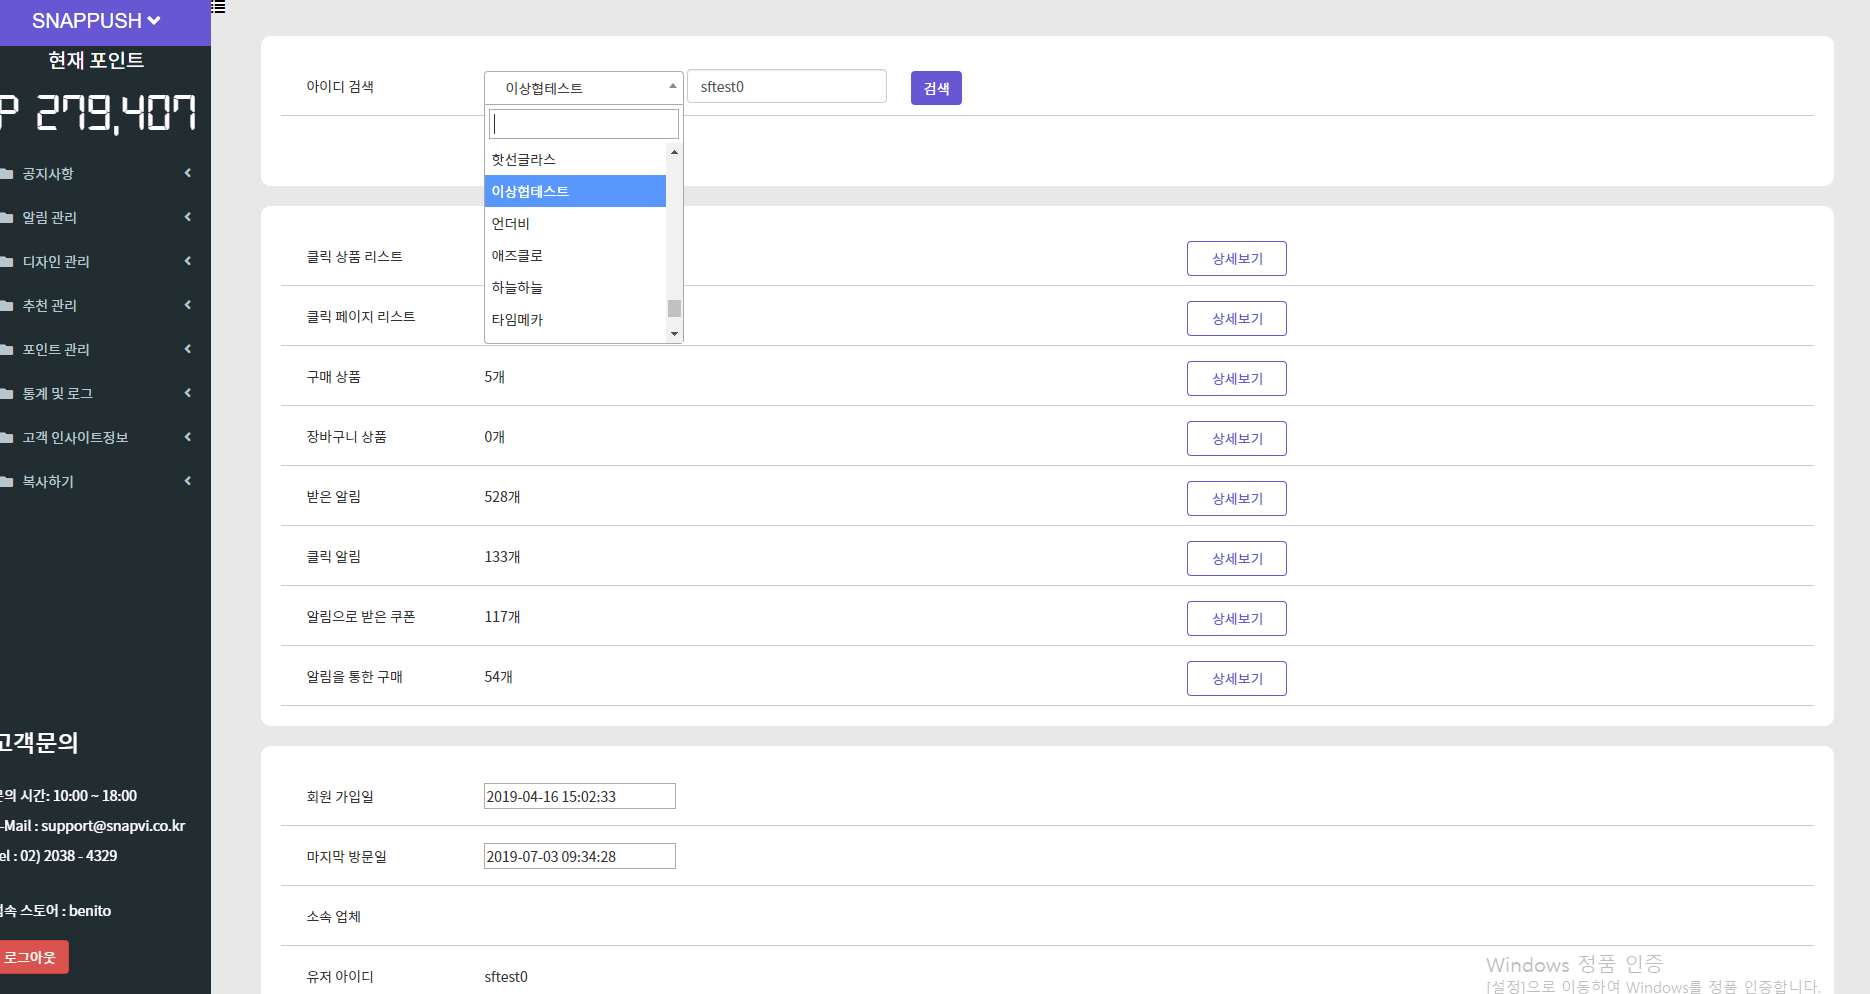 SNAPPUSH
현재 포인트
P 279,407
공지사항
알림 관리
디자인 관리
추천 관리
포인트 관리
통계 및 로그
고객 인사이트정보
복사하기
고객문의
문의 시간: 10:00 ~ 18:00
-Mail : support@snapvi.co.kr
el : 02) 2038 - 4329
접속 스토어 : benito
로그아웃
아이디 검색
이상협테스트
sftest0
검색
핫선글라스
이상협테스트
언더비
애즈클로
하늘하늘
타임메카
클릭 상품 리스트 상세보기
클릭 페이지 리스트 상세보기
구매 상품 5개 상세보기
장바구니 상품 0개 상세보기
받은 알림 528개 상세보기
클릭 알림 133개 상세보기
알림으로 받은 쿠폰 117개 상세보기
알림을 통한 구매 54개 상세보기
회원 가입일 2019-04-16 15:02:33
마지막 방문일 2019-07-03 09:34:28
소속 업체
유저 아이디 sftest0
Windows 정품 인증
[설정]으로 이동하여 Windows를 정품 인증합니다.